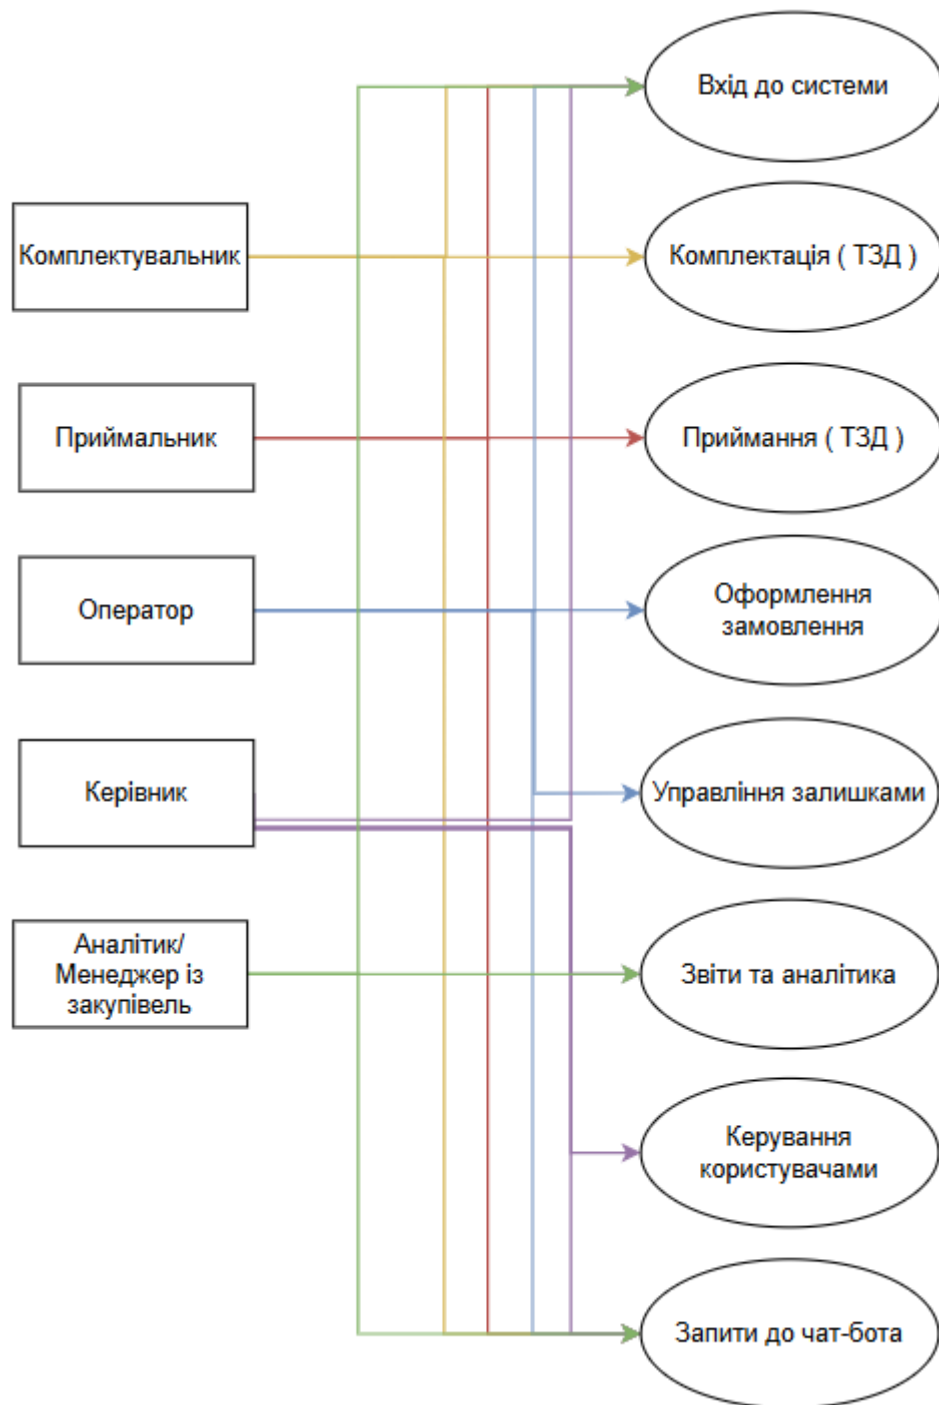 Вхід до системи
Комплектувальник
Комплектація ( ТЗД )
Приймальник
Приймання ( ТЗД )
Оператор
Оформлення
замовлення
Керівник
Управління залишками
Аналітик/
Менеджер із
закупівель
Звіти та аналітика
Керування
користувачами
Запити до чат-бота